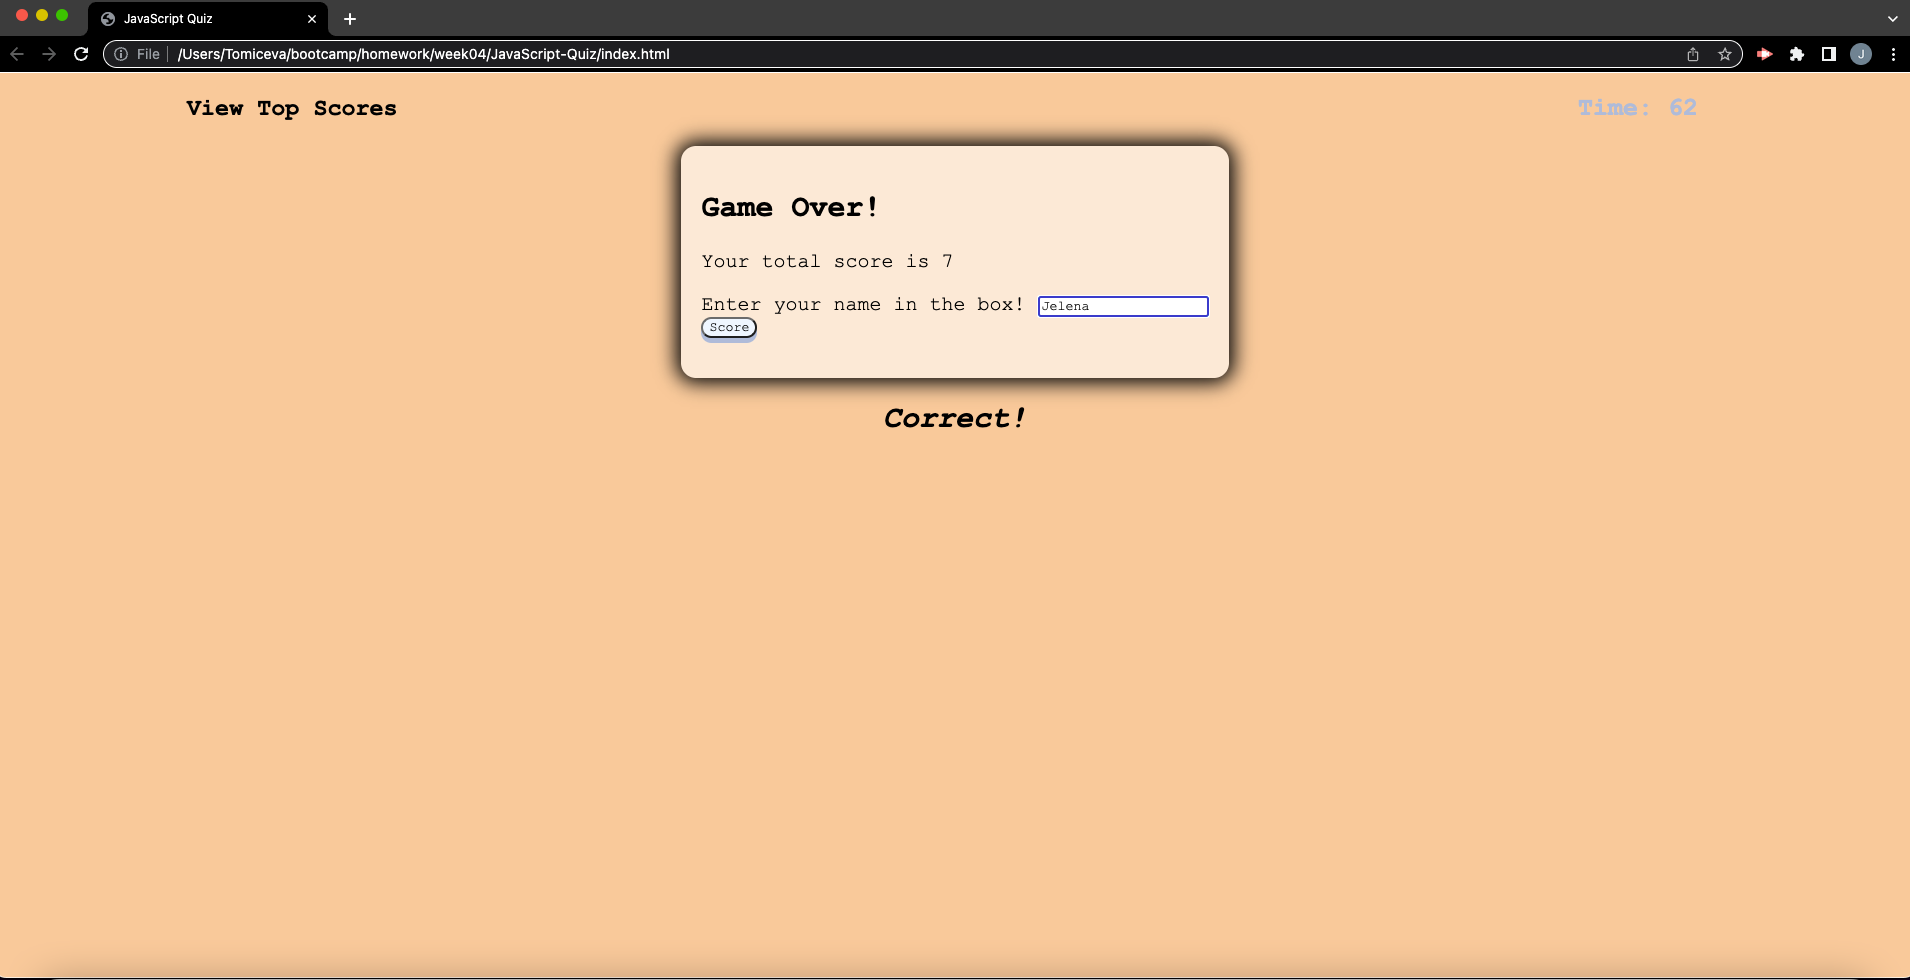 JavaScript Quiz
File /Users/Tomiceva/bootcamp/homework/week04/JavaScript-Quiz/index.html
J
View Top Scores
Time: 62
Game Over!
Your total score is 7
Enter your name in the box! Jelena
Score
Correct!